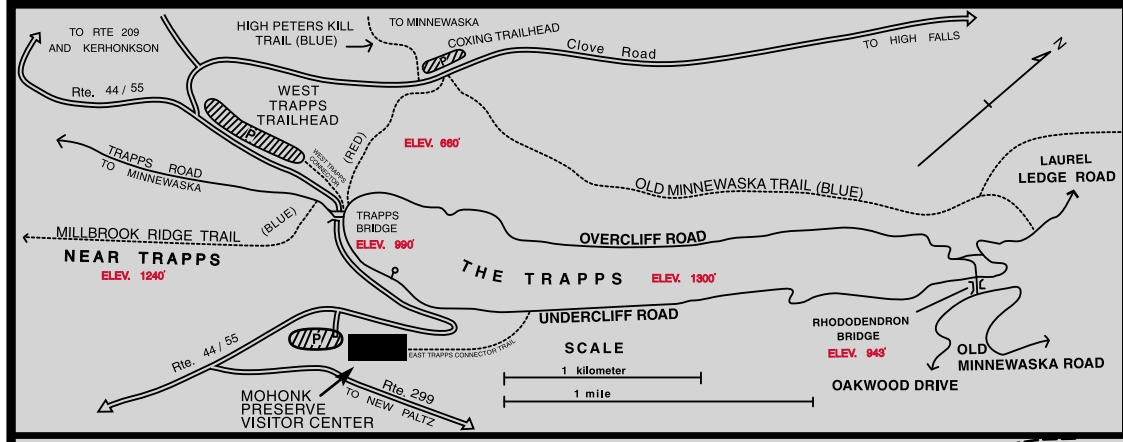 TO RTE 209
AND KERHONKSON
HIGH PETERS KILL
TRAIL (BLUE)
TO MINNEWASKA
COXING TRAILHEAD
P
Clove Road
TO HIGH FALLS
N
Rte. 44 / 55
WEST
TRAPPS
TRAILHEAD
P
WEST TRAPPS
CONNECTOR
(RED)
ELEV. 660'
TRAPPS ROAD
TO MINNEWASKA
LAUREL
LEDGE ROAD
OLD MINNEWASKA TRAIL (BLUE)
(BLUE)
MILLBROOK RIDGE TRAIL
TRAPPS
BRIDGE
ELEV. 990'
OVERCLIFF ROAD
NEAR TRAPPS
ELEV. 1240'
THE TRAPPS
ELEV. 1300'
UNDERCLIFF ROAD
RHODODENDRON
BRIDGE
ELEV. 943'
P
EAST TRAPPS CONNECTOR TRAIL
Rte. 44 / 55
SCALE
1 kilometer
1 mile
OLD
MINNEWASKA ROAD
OAKWOOD DRIVE
MOHONK
PRESERVE
VISITOR CENTER
Rte. 299
TO NEW PALTZ